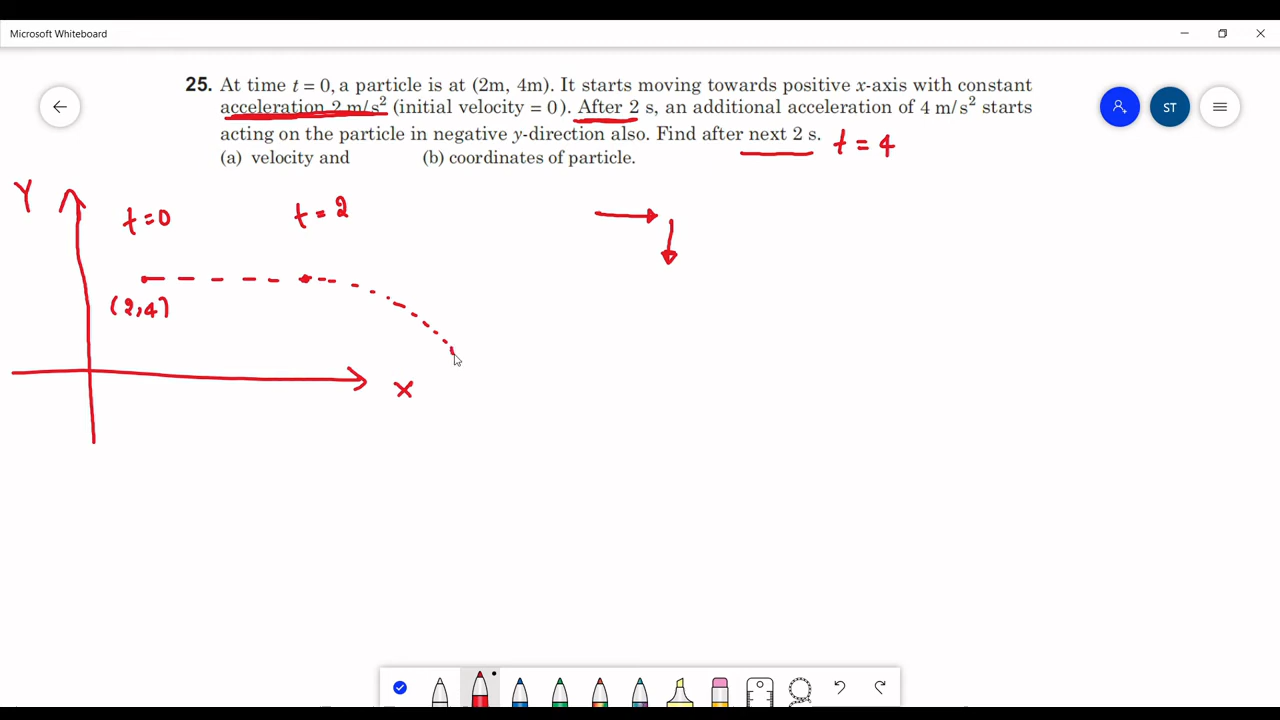 Microsoft Whiteboard
25. At time t = 0, a particle is at (2m, 4m). It starts moving towards positive x-axis with constant
acceleration 2 m/s² (initial velocity = 0). After 2 s, an additional acceleration of 4 m/s² starts
acting on the particle in negative y-direction also. Find after next 2 s.
t = 4
(a) velocity and (b) coordinates of particle.
ST
Y
t=0
t = 2
(2,4)
X